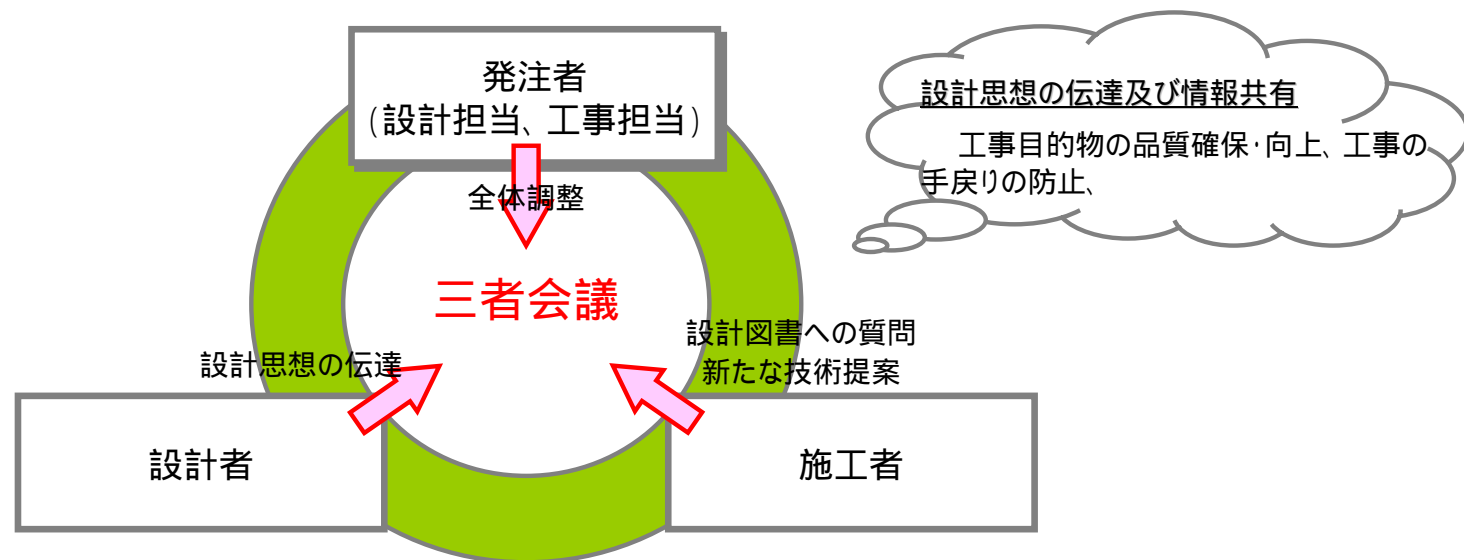 発注者
(設計担当、工事担当)
全体調整
三者会議
設計思想の伝達
設計図書への質問
新たな技術提案
設計者
施工者
設計思想の伝達及び情報共有
工事目的物の品質確保・向上、工事の
手戻りの防止、